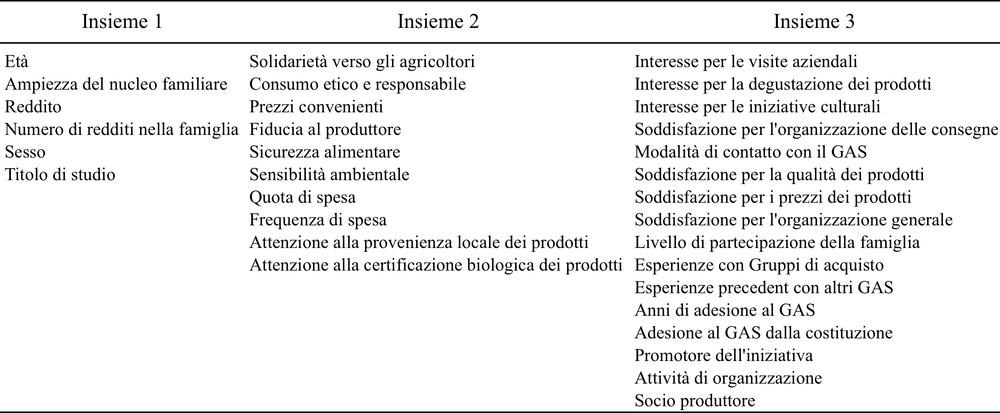 Insieme 1 Insieme 2 Insieme 3
Età Solidarietà verso gli agricoltori Interesse per le visite aziendali
Ampiezza del nucleo familiare Consumo etico e responsabile Interesse per la degustazione dei prodotti
Reddito Prezzi convenienti Interesse per le iniziative culturali
Numero di redditi nella famiglia Fiducia al produttore Soddisfazione per l'organizzazione delle consegne
Sesso Sicurezza alimentare Modalità di contatto con il GAS
Titolo di studio Sensibilità ambientale Soddisfazione per la qualità dei prodotti
Quota di spesa Soddisfazione per i prezzi dei prodotti
Frequenza di spesa Soddisfazione per l'organizzazione generale
Attenzione alla provenienza locale dei prodotti Livello di partecipazione della famiglia
Attenzione alla certificazione biologica dei prodotti Esperienze con Gruppi di acquisto
Esperienze precedent con altri GAS
Anni di adesione al GAS
Adesione al GAS dalla costituzione
Promotore dell'iniziativa
Attività di organizzazione
Socio produttore